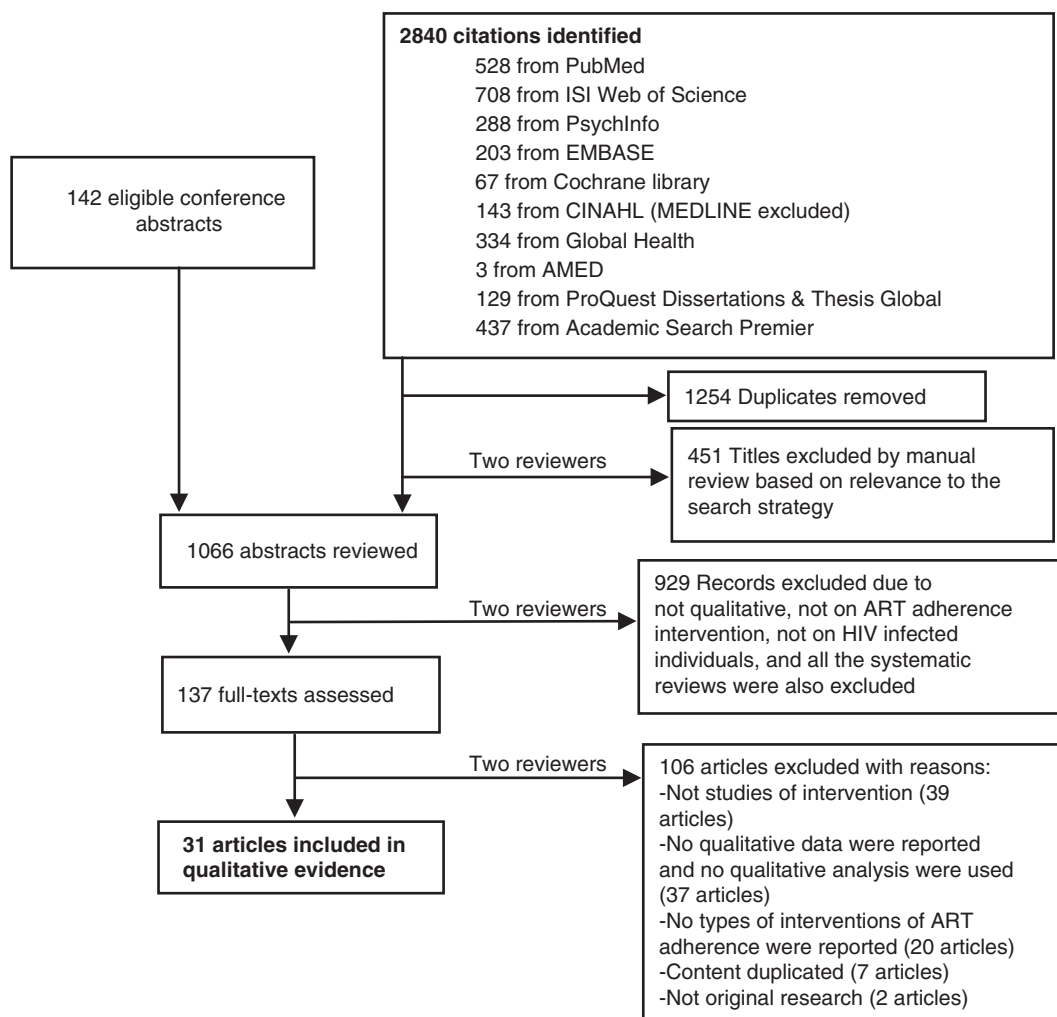 2840 citations identified
528 from PubMed
708 from ISI Web of Science
288 from PsychInfo
203 from EMBASE
67 from Cochrane library
143 from CINAHL (MEDLINE excluded)
334 from Global Health
3 from AMED
129 from ProQuest Dissertations & Thesis Global
437 from Academic Search Premier
142 eligible conference
abstracts
1254 Duplicates removed
Two reviewers
451 Titles excluded by manual
review based on relevance to the
search strategy
1066 abstracts reviewed
Two reviewers
929 Records excluded due to
not qualitative, not on ART adherence
intervention, not on HIV infected
individuals, and all the systematic
reviews were also excluded
137 full-texts assessed
Two reviewers
106 articles excluded with reasons:
-Not studies of intervention (39
articles)
-No qualitative data were reported
and no qualitative analysis were used
(37 articles)
-No types of interventions of ART
adherence were reported (20 articles)
-Content duplicated (7 articles)
-Not original research (2 articles)
31 articles included in
qualitative evidence